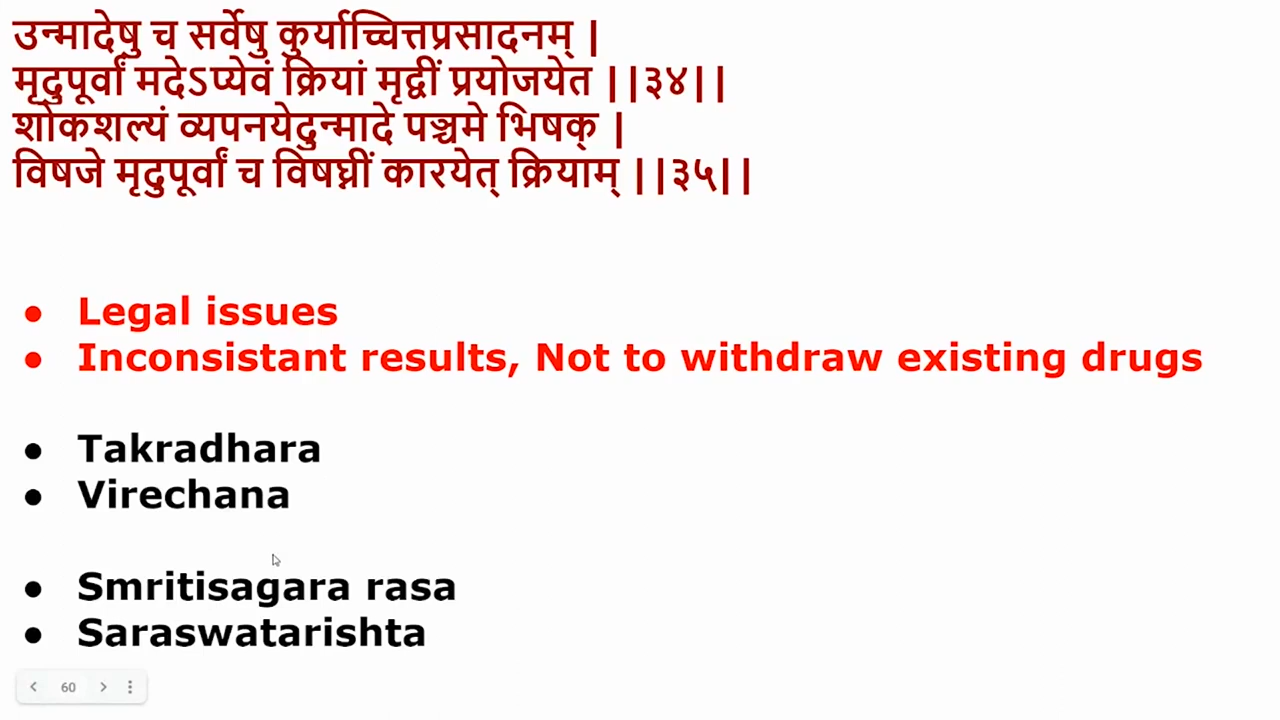 उन्मादेषु च सर्वेषु कुर्याच्चित्तप्रसादनम् |
मृदुपूर्वां मदेऽप्येवं क्रियां मृद्वीं प्रयोजयेत ||३४||
शोकशल्यं व्यपनयेदुन्मादे पञ्चमे भिषक् |
विषजे मृदुपूर्वां च विषघ्नीं कारयेत् क्रियाम् ||३५||
● Legal issues
● Inconsistant results, Not to withdraw existing drugs
● Takradhara
● Virechana
● Smritisagara rasa
● Saraswatarishta
60